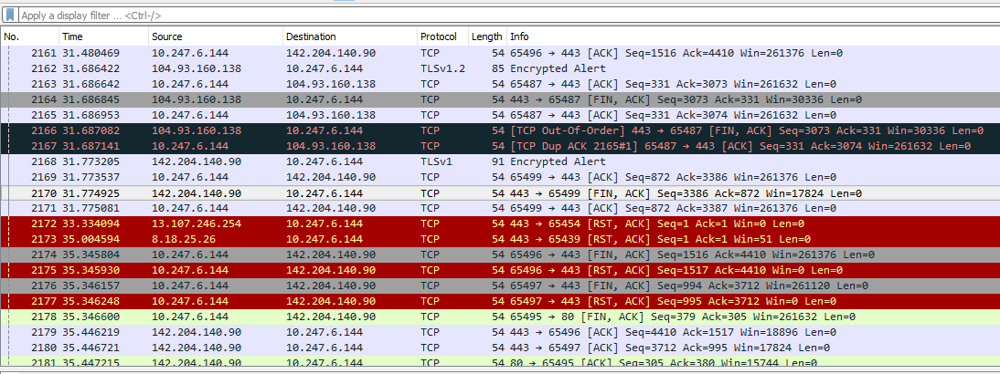 Apply a display filter ... <Ctrl-/>
No. Time Source Destination Protocol Length Info
2161 31.480469 10.247.6.144 142.204.140.90 TCP 54 65496 → 443 [ACK] Seq=1516 Ack=4410 Win=261376 Len=0
2162 31.686422 104.93.160.138 10.247.6.144 TLSv1.2 85 Encrypted Alert
2163 31.686642 10.247.6.144 104.93.160.138 TCP 54 65487 → 443 [ACK] Seq=331 Ack=3073 Win=261632 Len=0
2164 31.686845 104.93.160.138 10.247.6.144 TCP 54 443 → 65487 [FIN, ACK] Seq=3073 Ack=331 Win=30336 Len=0
2165 31.686953 10.247.6.144 104.93.160.138 TCP 54 65487 → 443 [ACK] Seq=331 Ack=3074 Win=261632 Len=0
2166 31.687082 104.93.160.138 10.247.6.144 TCP 54 [TCP Out-Of-Order] 443 → 65487 [FIN, ACK] Seq=3073 Ack=331 Win=30336 Len=0
2167 31.687141 10.247.6.144 104.93.160.138 TCP 54 [TCP Dup ACK 2165#1] 65487 → 443 [ACK] Seq=331 Ack=3074 Win=261632 Len=0
2168 31.773205 142.204.140.90 10.247.6.144 TLSv1 91 Encrypted Alert
2169 31.773537 10.247.6.144 142.204.140.90 TCP 54 65499 → 443 [ACK] Seq=872 Ack=3386 Win=261376 Len=0
2170 31.774925 142.204.140.90 10.247.6.144 TCP 54 443 → 65499 [FIN, ACK] Seq=3386 Ack=872 Win=17824 Len=0
2171 31.775081 10.247.6.144 142.204.140.90 TCP 54 65499 → 443 [ACK] Seq=872 Ack=3387 Win=261376 Len=0
2172 33.334094 13.107.246.254 10.247.6.144 TCP 54 443 → 65454 [RST, ACK] Seq=1 Ack=1 Win=0 Len=0
2173 35.004594 8.18.25.26 10.247.6.144 TCP 54 443 → 65439 [RST, ACK] Seq=1 Ack=1 Win=51 Len=0
2174 35.345804 10.247.6.144 142.204.140.90 TCP 54 65496 → 443 [FIN, ACK] Seq=1516 Ack=4410 Win=261376 Len=0
2175 35.345930 10.247.6.144 142.204.140.90 TCP 54 65496 → 443 [RST, ACK] Seq=1517 Ack=4410 Win=0 Len=0
2176 35.346157 10.247.6.144 142.204.140.90 TCP 54 65497 → 443 [FIN, ACK] Seq=994 Ack=3712 Win=261120 Len=0
2177 35.346248 10.247.6.144 142.204.140.90 TCP 54 65497 → 443 [RST, ACK] Seq=995 Ack=3712 Win=0 Len=0
2178 35.346600 10.247.6.144 142.204.140.90 TCP 54 65495 → 80 [FIN, ACK] Seq=379 Ack=305 Win=261632 Len=0
2179 35.446219 142.204.140.90 10.247.6.144 TCP 54 443 → 65496 [ACK] Seq=4410 Ack=1517 Win=18896 Len=0
2180 35.446721 142.204.140.90 10.247.6.144 TCP 54 443 → 65497 [ACK] Seq=3712 Ack=995 Win=17824 Len=0
2181 35.447215 142.204.140.90 10.247.6.144 TCP 54 80 → 65495 [ACK] Seq=305 Ack=380 Win=15744 Len=0